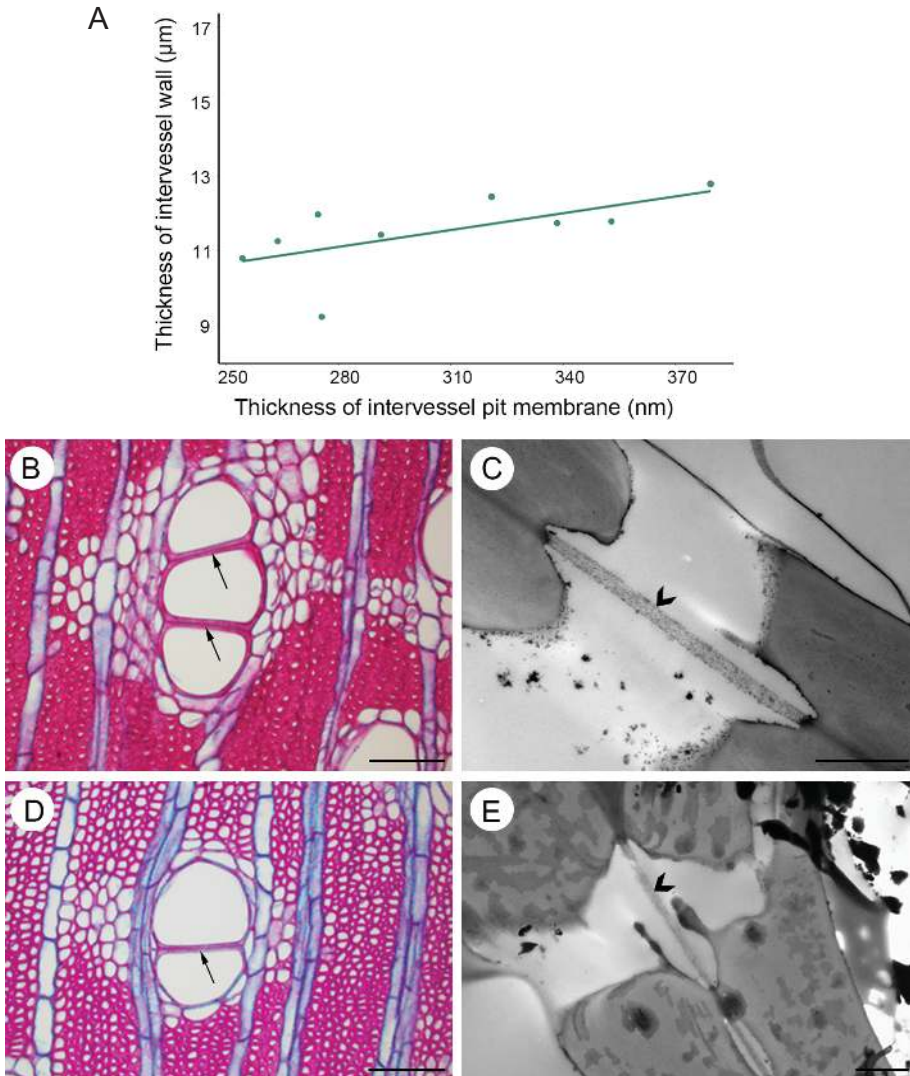 A
Thickness of intervessel wall (µm)
17
15
13
11
9
250 280 310 340 370
Thickness of intervessel pit membrane (nm)
B
C
D
E